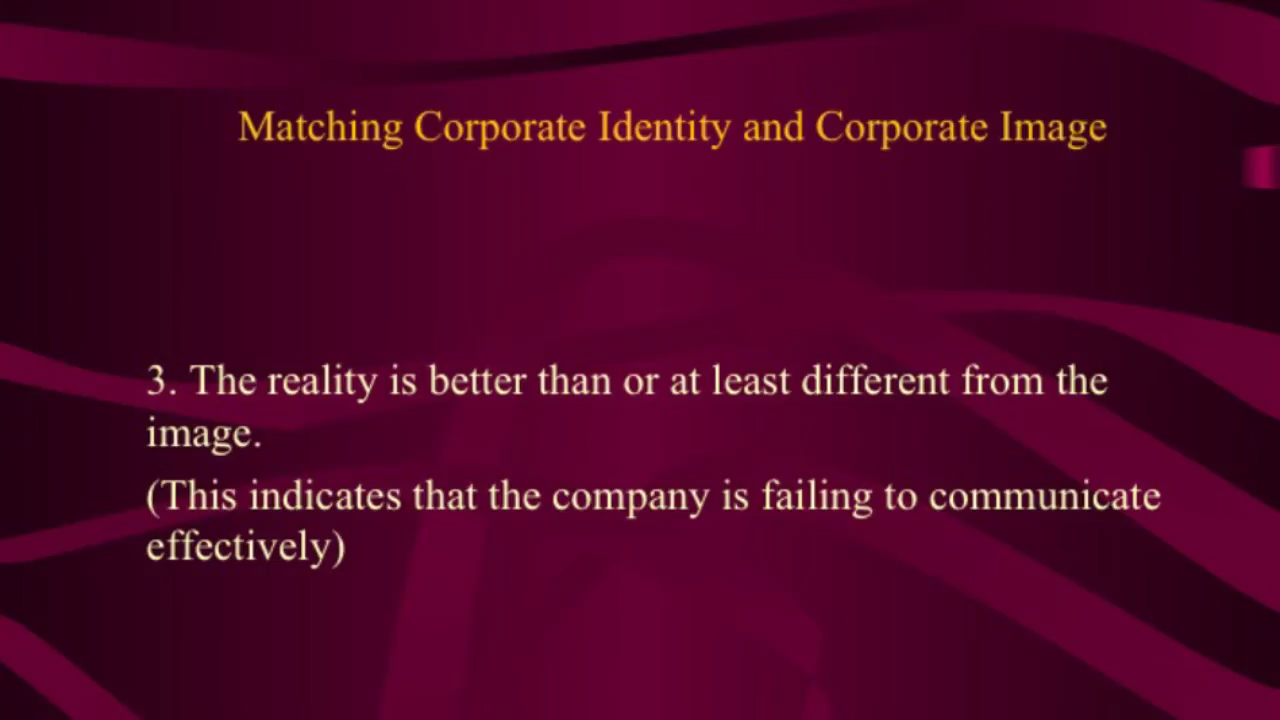 Matching Corporate Identity and Corporate Image
3. The reality is better than or at least different from the
image.
(This indicates that the company is failing to communicate
effectively)